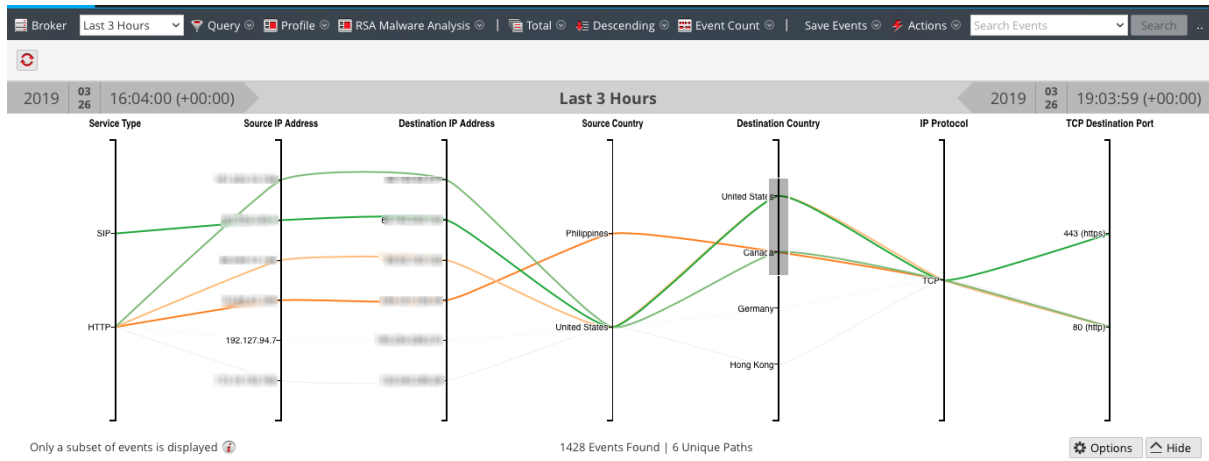 Broker Last 3 Hours Query Profile RSA Malware Analysis | Total Descending Event Count | Save Events Actions Search Events Search ..
2019 03 26 16:04:00 (+00:00) Last 3 Hours 2019 03 26 19:03:59 (+00:00)
Service Type Source IP Address Destination IP Address Source Country Destination Country IP Protocol TCP Destination Port
United States
SIP Philippines 443 (https)
Canada
TCP
Germany
HTTP United States 80 (http)
192.127.94.7
Hong Kong
Only a subset of events is displayed 1428 Events Found | 6 Unique Paths Options Hide